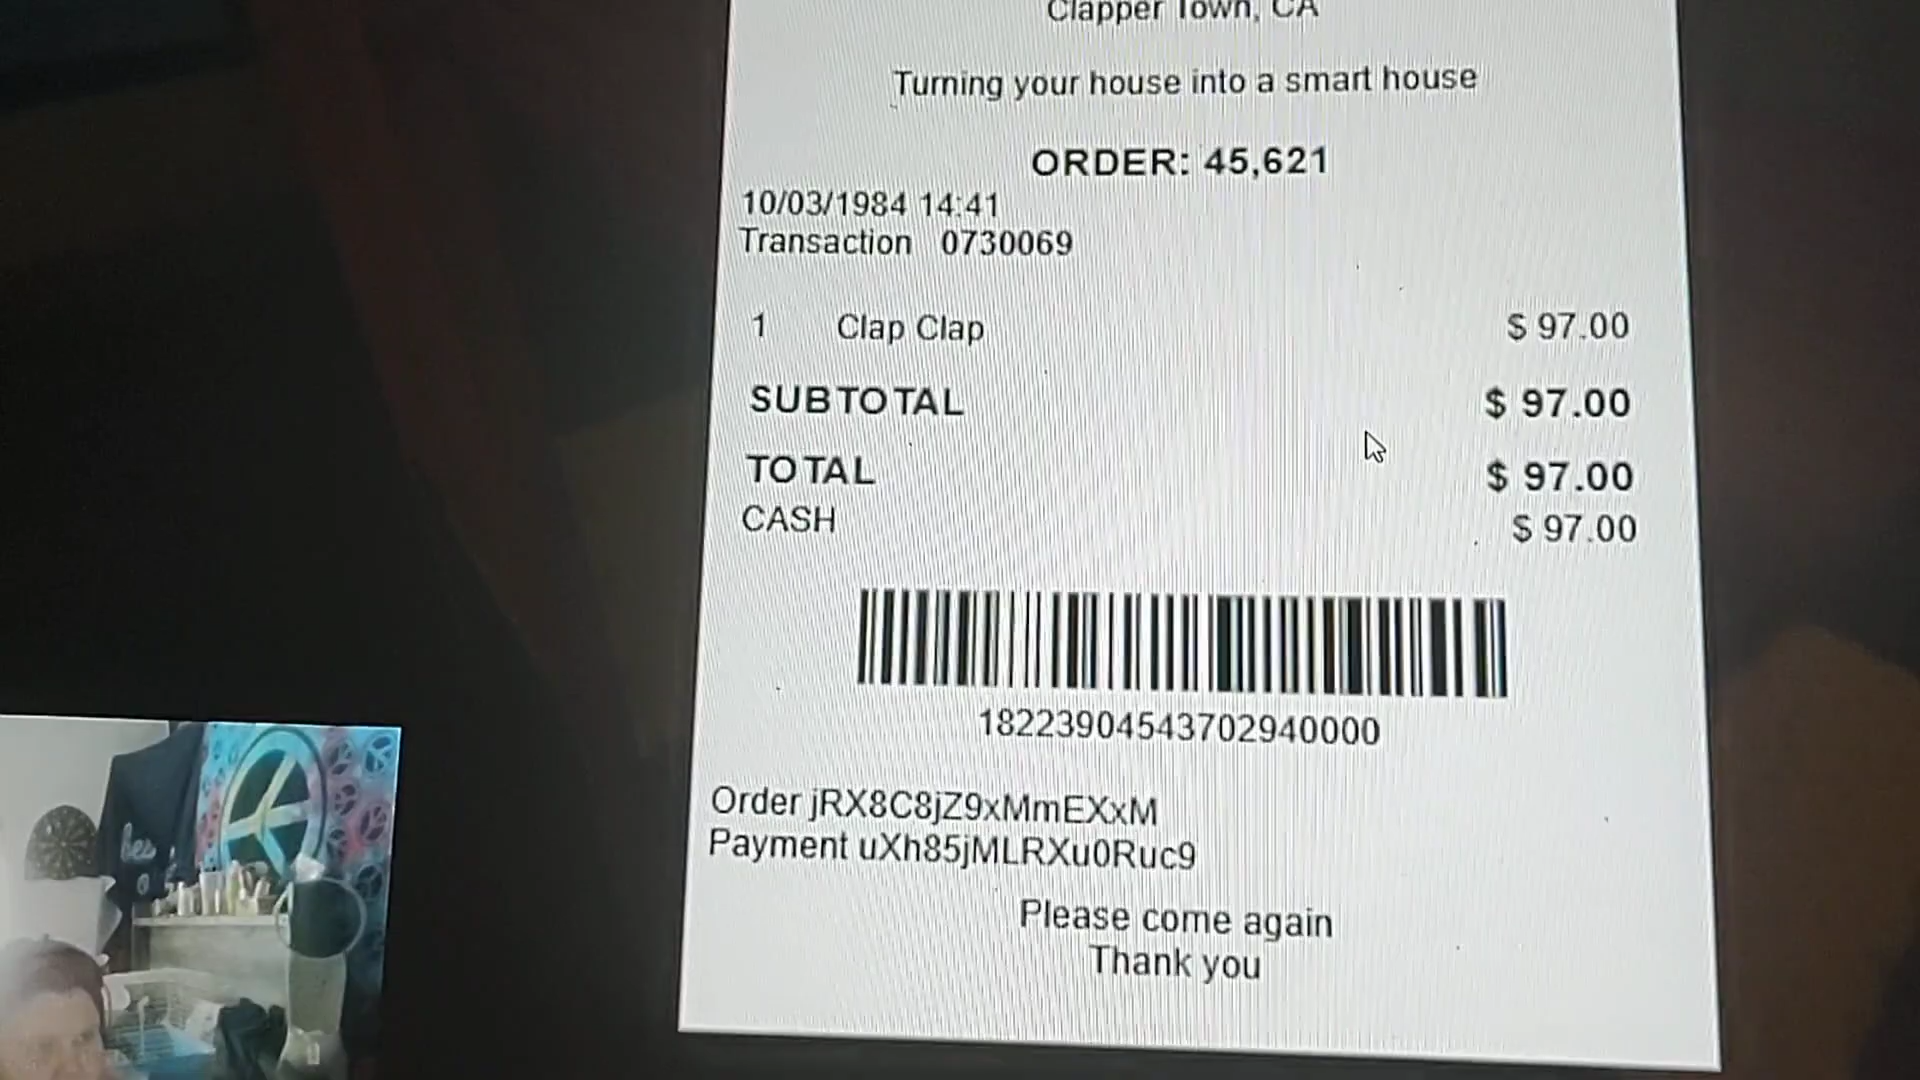 Clapper Town, CA
Turning your house into a smart house
ORDER: 45,621
10/03/1984 14:41
Transaction 0730069
1 Clap Clap $ 97.00
SUBTOTAL $ 97.00
TOTAL $ 97.00
CASH $ 97.00
18223904543702940000
Order jRX8C8jZ9xMmEXxM
Payment uXh85jMLRXu0Ruc9
Please come again
Thank you